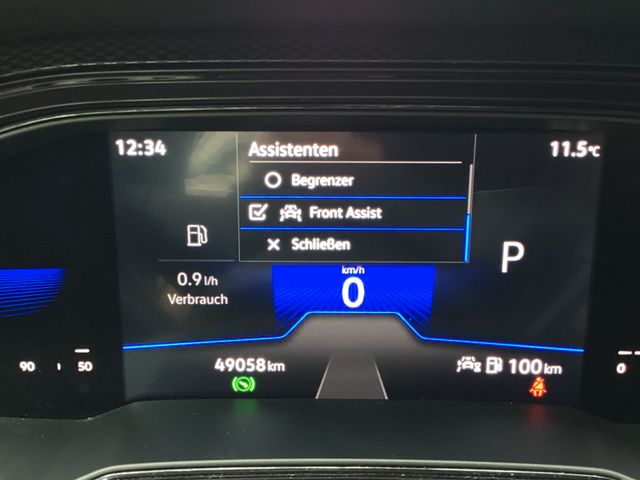 12:34
Assistenten
11.5°C
Begrenzer
Front Assist
Schließen
0.9 l/h
Verbrauch
km/h
0
P
90
50
49058 km
100 km
0